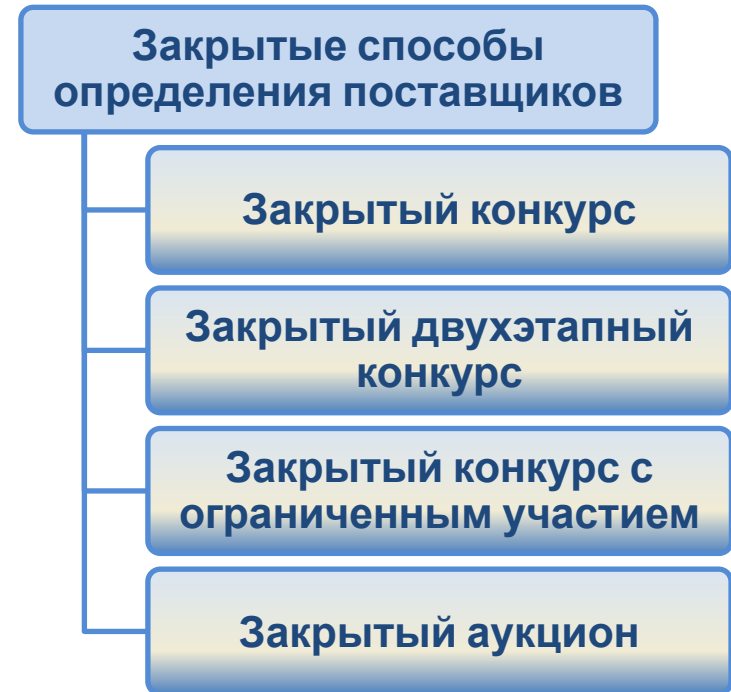 Закрытые способы
определения поставщиков
Закрытый конкурс
Закрытый двухэтапный
конкурс
Закрытый конкурс с
ограниченным участием
Закрытый аукцион